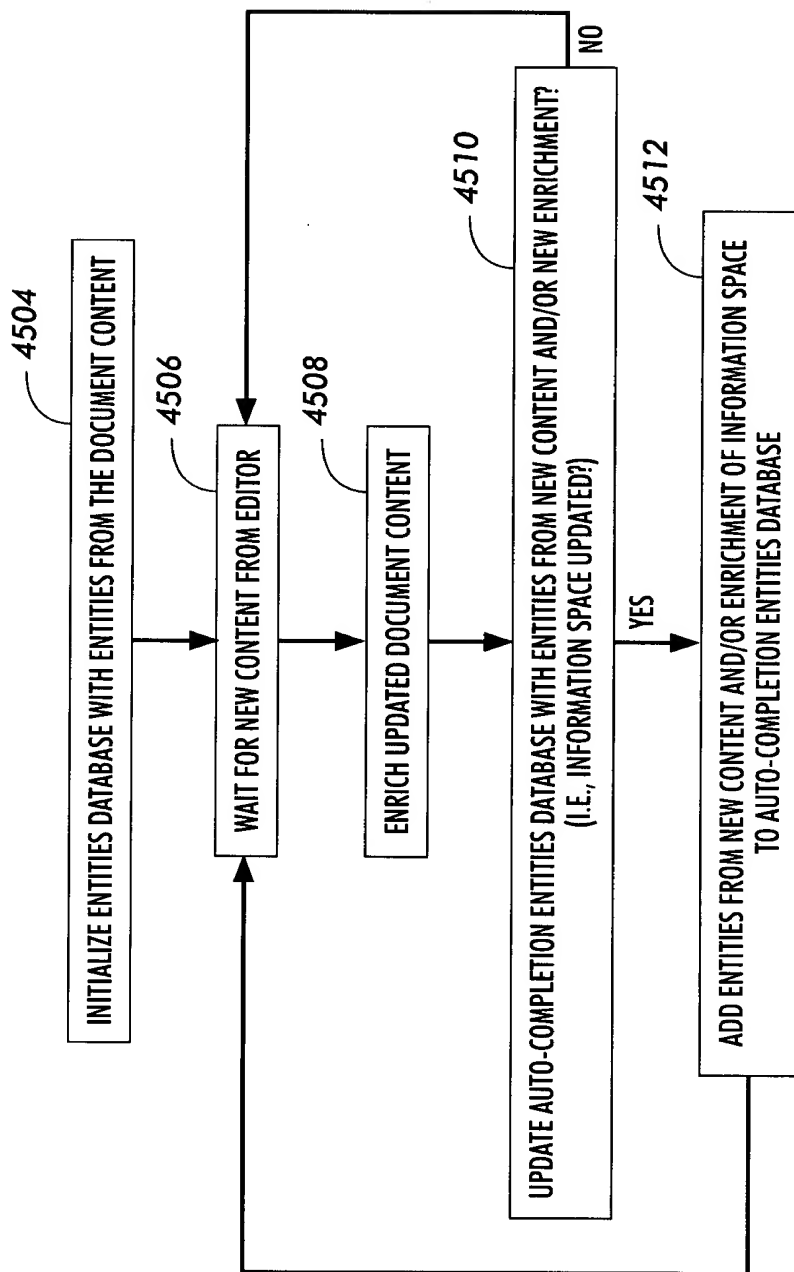 4504
INITIALIZE ENTITIES DATABASE WITH ENTITIES FROM THE DOCUMENT CONTENT
4506
WAIT FOR NEW CONTENT FROM EDITOR
4508
ENRICH UPDATED DOCUMENT CONTENT
4510
UPDATE AUTO-COMPLETION ENTITIES DATABASE WITH ENTITIES FROM NEW CONTENT AND/OR NEW ENRICHMENT?
(I.E., INFORMATION SPACE UPDATED?)
NO
YES
4512
ADD ENTITIES FROM NEW CONTENT AND/OR ENRICHMENT OF INFORMATION SPACE
TO AUTO-COMPLETION ENTITIES DATABASE